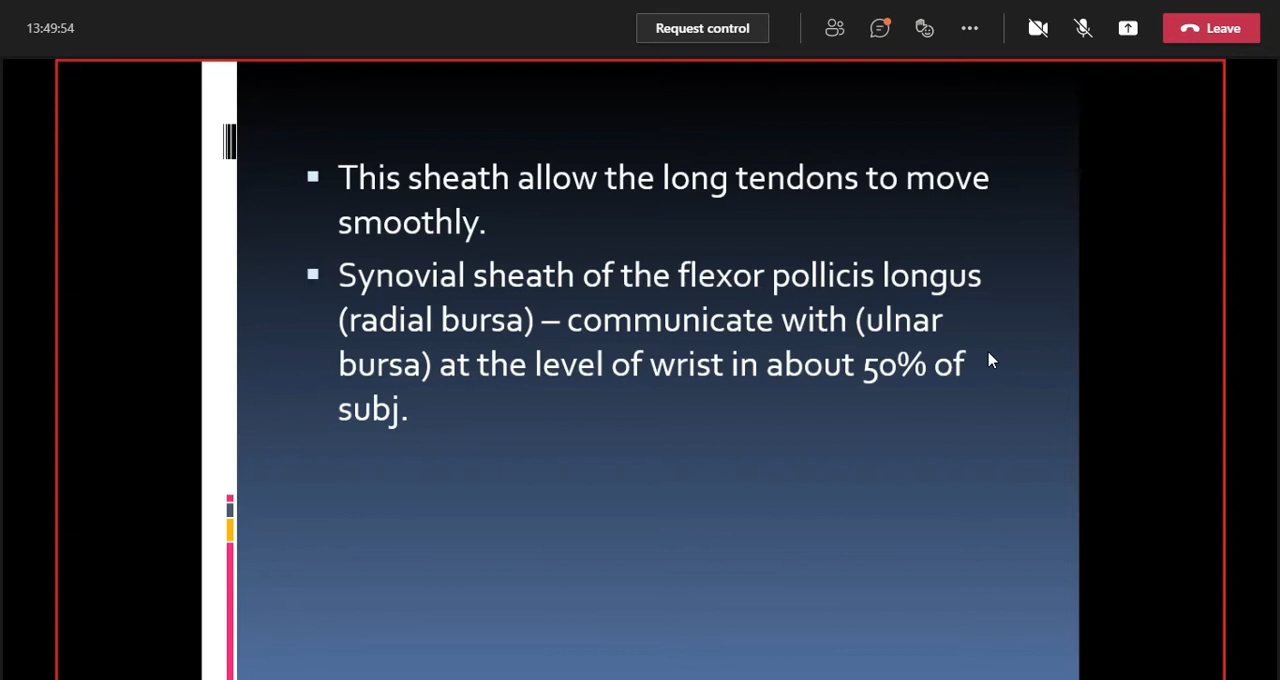 13:49:54
Request control
Leave
This sheath allow the long tendons to move
smoothly.
Synovial sheath of the flexor pollicis longus
(radial bursa) – communicate with (ulnar
bursa) at the level of wrist in about 50% of
subj.